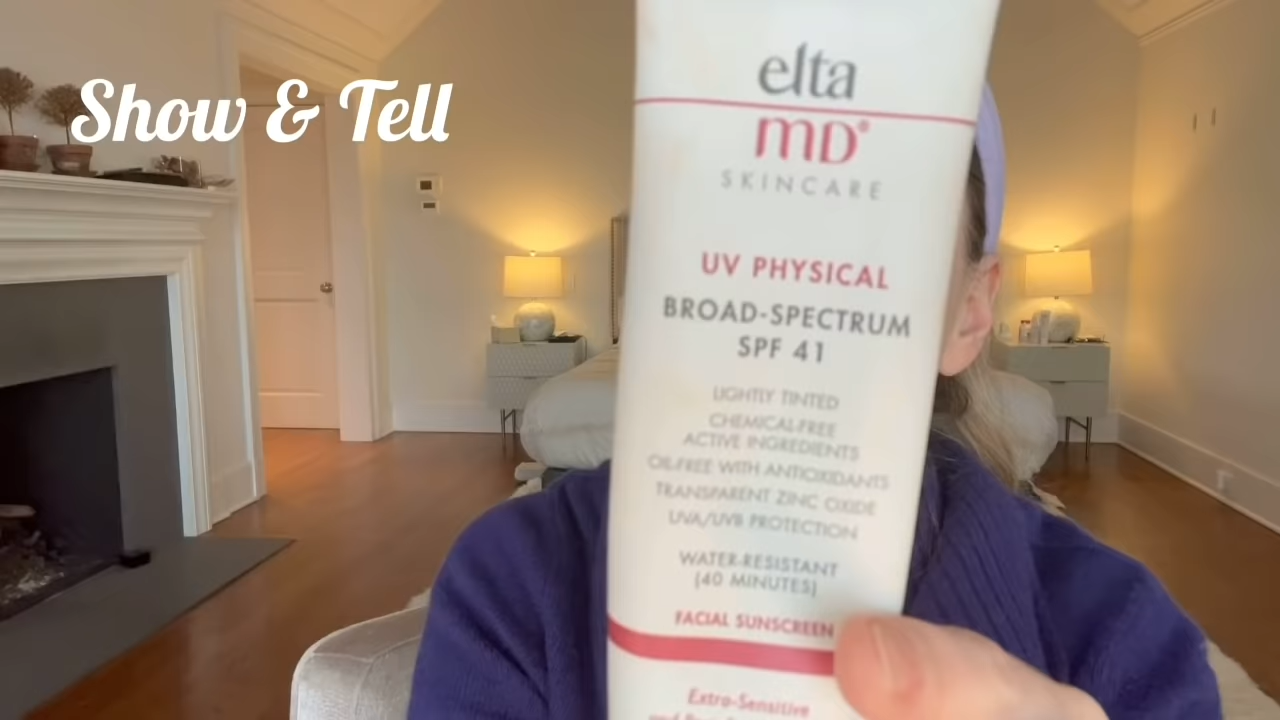 Show & Tell
elta
MD®
SKINCARE
UV PHYSICAL
BROAD-SPECTRUM
SPF 41
LIGHTLY TINTED
CHEMICAL-FREE
ACTIVE INGREDIENTS
OIL-FREE WITH ANTIOXIDANTS
TRANSPARENT ZINC OXIDE
UVA/UVB PROTECTION
WATER-RESISTANT
(40 MINUTES)
FACIAL SUNSCREEN
Extra-Sensitive